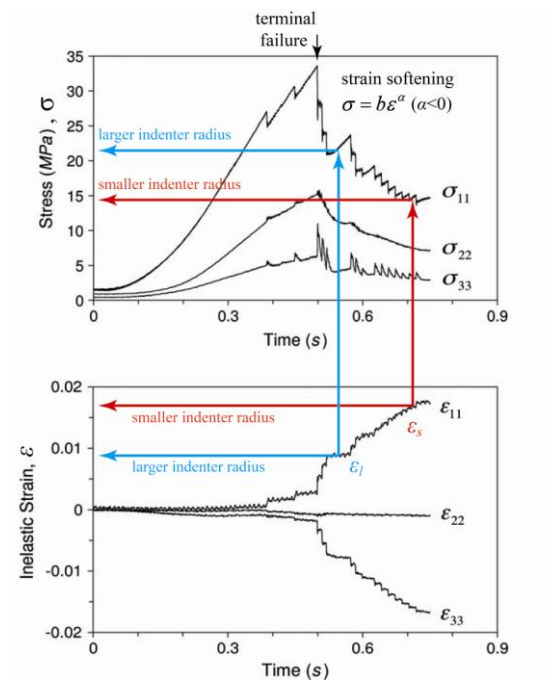 terminal
failure
35
30
25
20
15
10
5
0
Stress (MPa), σ
strain softening
σ = bε^α (α<0)
larger indenter radius
smaller indenter radius
σ₁₁
σ₂₂
σ₃₃
0 0.3 0.6 0.9
Time (s)
0.02
0.01
0
-0.01
-0.02
Inelastic Strain, ε
smaller indenter radius
larger indenter radius
ε₁₁
εₛ
εₗ
ε₂₂
ε₃₃
0 0.3 0.6 0.9
Time (s)